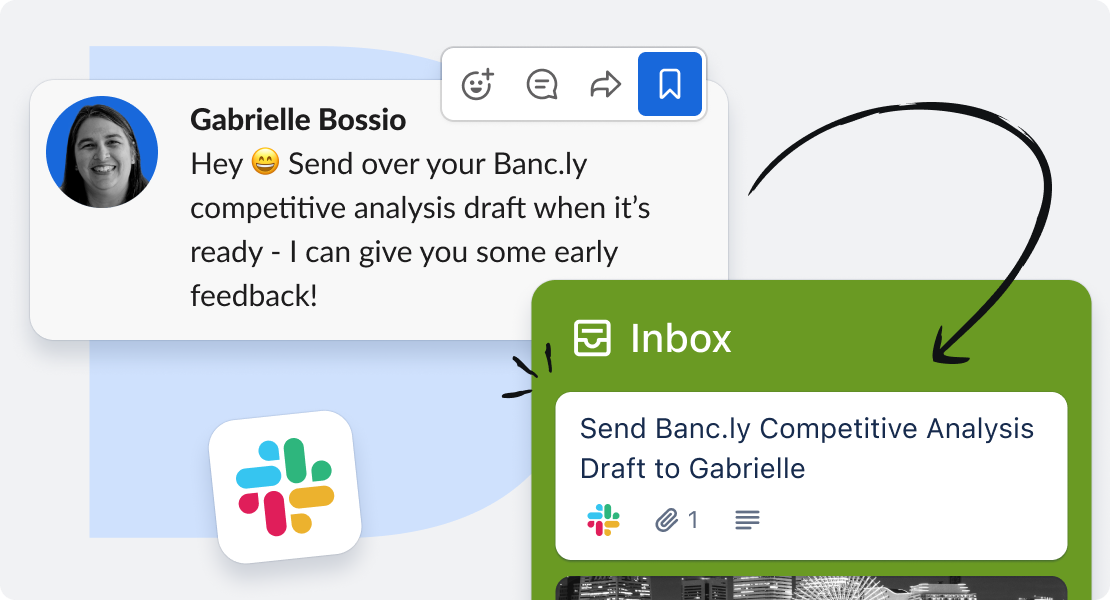 Gabrielle Bossio
Hey 😄 Send over your Banc.ly
competitive analysis draft when it’s
ready - I can give you some early
feedback!
Inbox
Send Banc.ly Competitive Analysis
Draft to Gabrielle
1